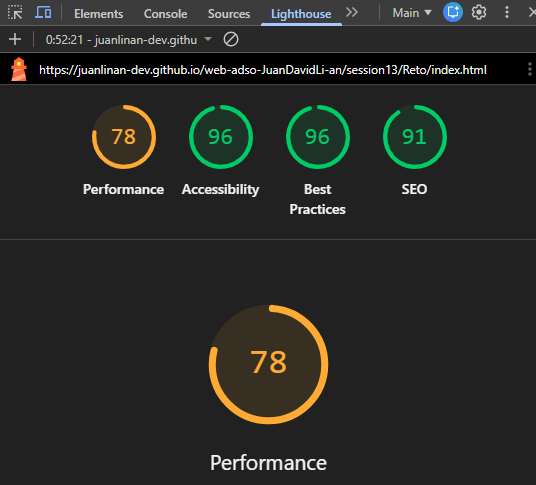 Elements Console Sources Lighthouse Main
0:52:21 - juanlinan-dev.githu
https://juanlinan-dev.github.io/web-adso-JuanDavidLi-an/session13/Reto/index.html
78 96 96 91
Performance Accessibility Best SEO
Practices
78
Performance